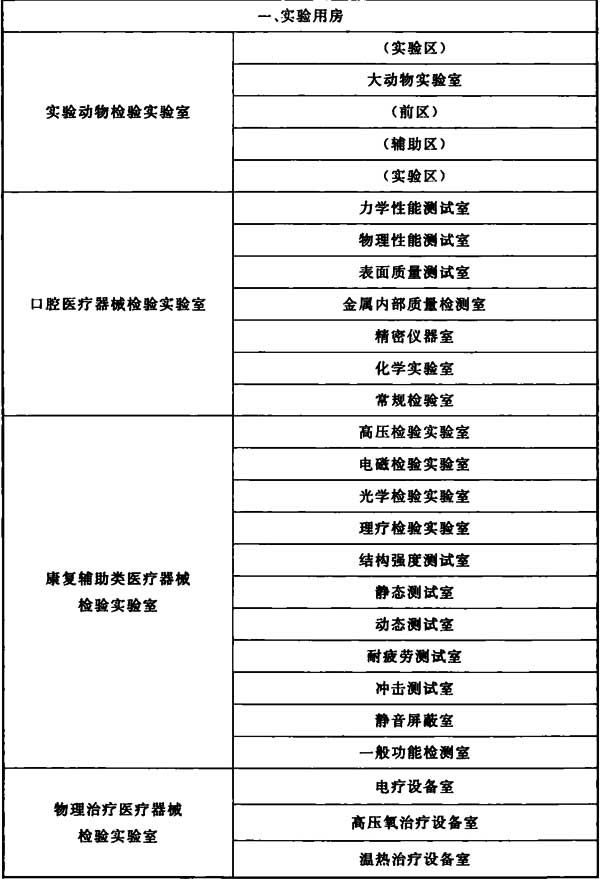 一、实验用房
实验动物检验实验室
（实验区）
大动物实验室
（前区）
（辅助区）
（实验区）
口腔医疗器械检验实验室
力学性能测试室
物理性能测试室
表面质量测试室
金属内部质量检测室
精密仪器室
化学实验室
常规检验室
康复辅助类医疗器械
检验实验室
高压检验实验室
电磁检验实验室
光学检验实验室
理疗检验实验室
结构强度测试室
静态测试室
动态测试室
耐疲劳测试室
冲击测试室
静音屏蔽室
一般功能检测室
物理治疗医疗器械
检验实验室
电疗设备室
高压氧治疗设备室
温热治疗设备室